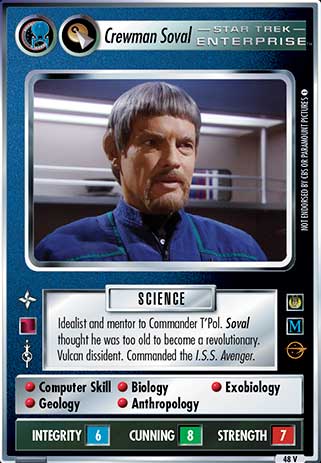 Crewman Soval
STAR TREK
ENTERPRISE
NOT ENDORSED BY CBS OR PARAMOUNT PICTURES
SCIENCE
Idealist and mentor to Commander T'Pol. Soval
thought he was too old to become a revolutionary.
Vulcan dissident. Commanded the I.S.S. Avenger.
M
Computer Skill
Biology
Exobiology
Geology
Anthropology
INTEGRITY 6
CUNNING 8
STRENGTH 7
48 V